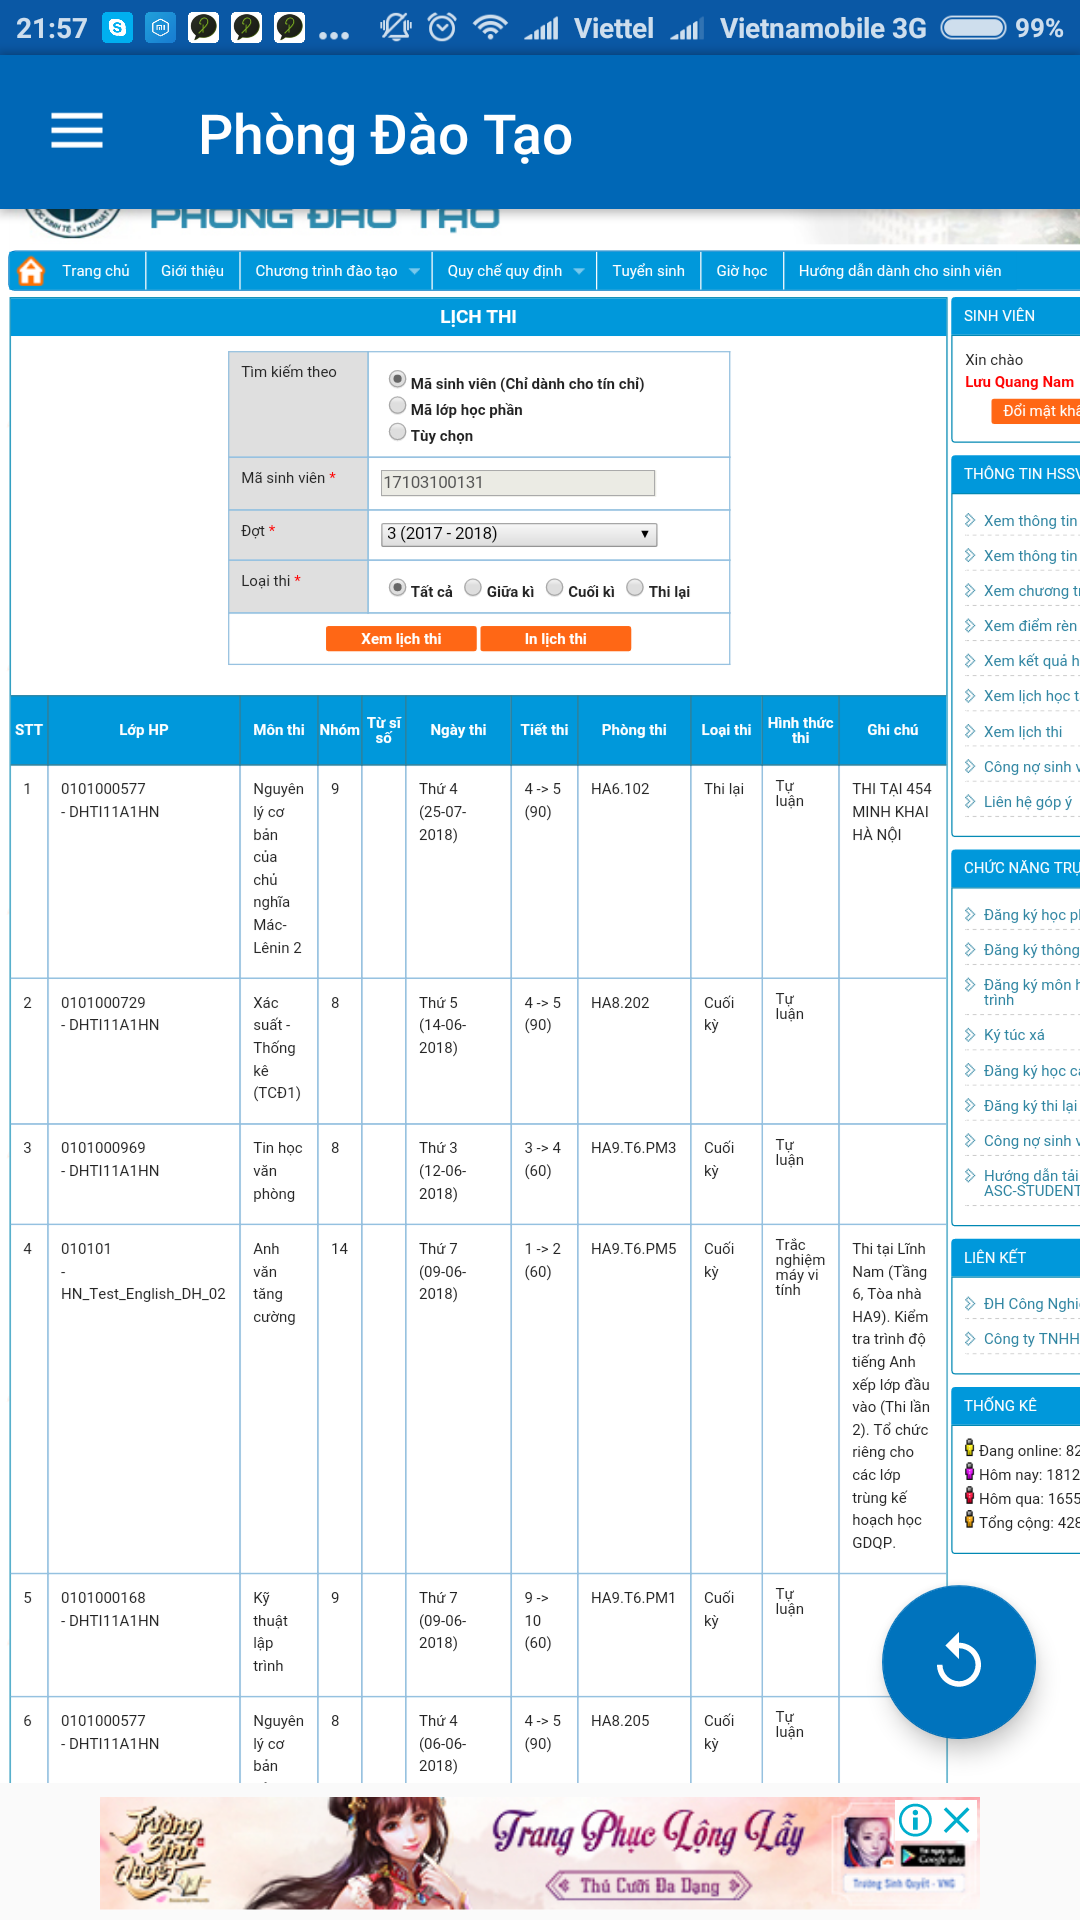 21:57
...
Viettel
Vietnamobile 3G
99%
Phòng Đào Tạo
PHÒNG ĐÀO TẠO
Trang chủ
Giới thiệu
Chương trình đào tạo
Quy chế quy định
Tuyển sinh
Giờ học
Hướng dẫn dành cho sinh viên
LỊCH THI
Tìm kiếm theo
Mã sinh viên (Chỉ dành cho tín chỉ)
Mã lớp học phần
Tùy chọn
Mã sinh viên *
17103100131
Đợt *
3 (2017 - 2018)
Loại thi *
Tất cả
Giữa kì
Cuối kì
Thi lại
Xem lịch thi
In lịch thi
STT
Lớp HP
Môn thi
Nhóm
Từ sĩ
số
Ngày thi
Tiết thi
Phòng thi
Loại thi
Hình thức
thi
Ghi chú
1
0101000577
- DHTI11A1HN
Nguyên
lý cơ
bản
của
chủ
nghĩa
Mác-
Lênin 2
9
Thứ 4
(25-07-
2018)
4 -> 5
(90)
HA6.102
Thi lại
Tự
luận
THI TẠI 454
MINH KHAI
HÀ NỘI
2
0101000729
- DHTI11A1HN
Xác
suất -
Thống
kê
(TCĐ1)
8
Thứ 5
(14-06-
2018)
4 -> 5
(90)
HA8.202
Cuối
kỳ
Tự
luận
3
0101000969
- DHTI11A1HN
Tin học
văn
phòng
8
Thứ 3
(12-06-
2018)
3 -> 4
(60)
HA9.T6.PM3
Cuối
kỳ
Tự
luận
4
010101
-
HN_Test_English_DH_02
Anh
văn
tăng
cường
14
Thứ 7
(09-06-
2018)
1 -> 2
(60)
HA9.T6.PM5
Cuối
kỳ
Trắc
nghiệm
máy vi
tính
Thi tại Lĩnh
Nam (Tầng
6, Tòa nhà
HA9). Kiểm
tra trình độ
tiếng Anh
xếp lớp đầu
vào (Thi lần
2). Tổ chức
riêng cho
các lớp
trùng kế
hoạch học
GDQP.
5
0101000168
- DHTI11A1HN
Kỹ
thuật
lập
trình
9
Thứ 7
(09-06-
2018)
9 ->
10
(60)
HA9.T6.PM1
Cuối
kỳ
Tự
luận
6
0101000577
- DHTI11A1HN
Nguyên
lý cơ
bản
8
Thứ 4
(06-06-
2018)
4 -> 5
(90)
HA8.205
Cuối
kỳ
Tự
luận
SINH VIÊN
Xin chào
Lưu Quang Nam
Đổi mật khẩ
THÔNG TIN HSSV
Xem thông tin
Xem thông tin
Xem chương tr
Xem điểm rèn
Xem kết quả h
Xem lịch học t
Xem lịch thi
Công nợ sinh v
Liên hệ góp ý
CHỨC NĂNG TRỰ
Đăng ký học ph
Đăng ký thông
Đăng ký môn h
trình
Ký túc xá
Đăng ký học cả
Đăng ký thi lại
Công nợ sinh v
Hướng dẫn tải
ASC-STUDENT
LIÊN KẾT
ĐH Công Nghiệ
Công ty TNHH
THỐNG KÊ
Đang online: 82
Hôm nay: 1812
Hôm qua: 1655
Tổng cộng: 428
Trường Sinh Quyết
Trang Phục Lộng Lẫy
Thú Cưỡi Đa Dạng
Google play
Trường Sinh Quyết - VNG